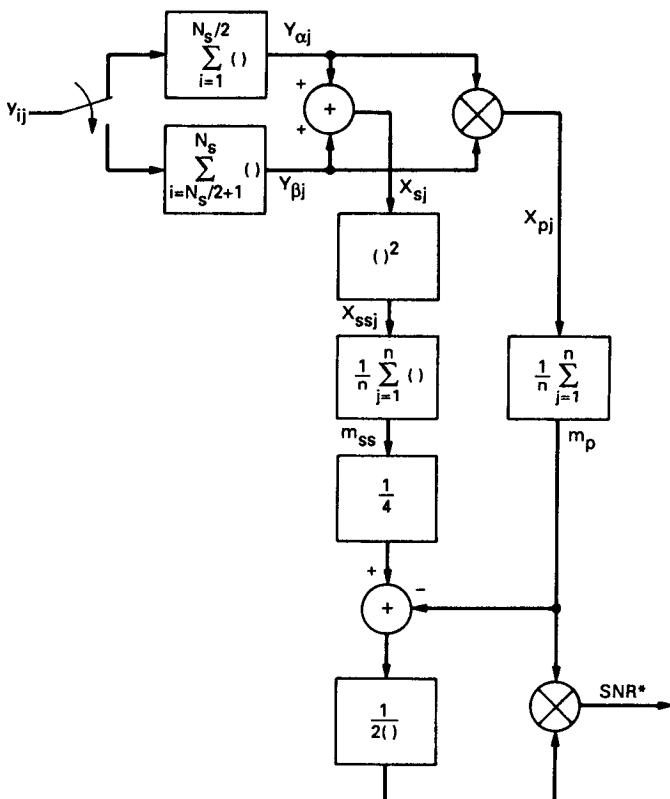 Y_ij
N_s/2
∑ ( )
i=1
Y_αj
N_s
∑ ( )
i=N_s/2+1
Y_βj
+
+
+
X_sj
X_pj
( )^2
X_ssj
1/n ∑ ( )
n
j=1
1/n ∑
n
j=1
m_ss
m_p
1/4
+
−
+
SNR*
1/2( )